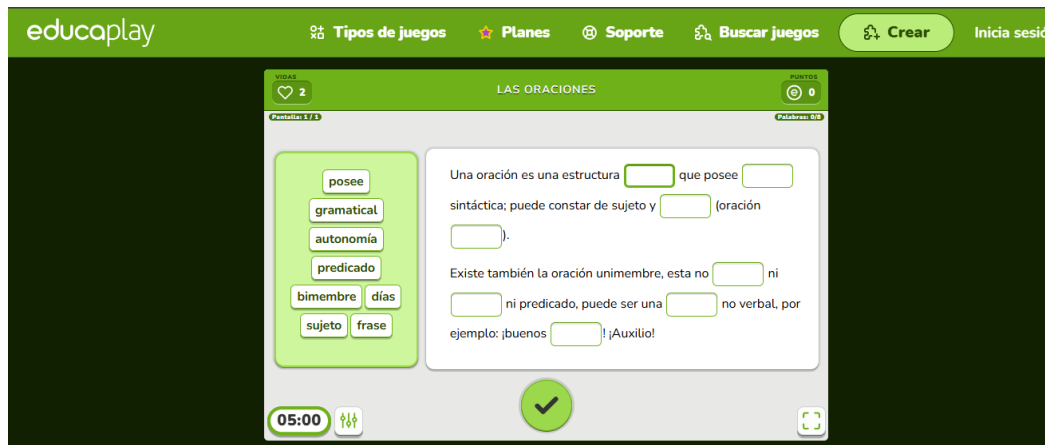 educaplay Tipos de juegos Planes Soporte Buscar juegos Crear Inicia sesió
VIDAS
2
LAS ORACIONES
PUNTOS
0
Pantalla: 1 / 1
Palabras: 0/8
posee
gramatical
autonomía
predicado
bimembre días
sujeto frase
Una oración es una estructura que posee
sintáctica; puede constar de sujeto y (oración
).
Existe también la oración unimembre, esta no ni
ni predicado, puede ser una no verbal, por
ejemplo: ¡buenos ! ¡Auxilio!
05:00